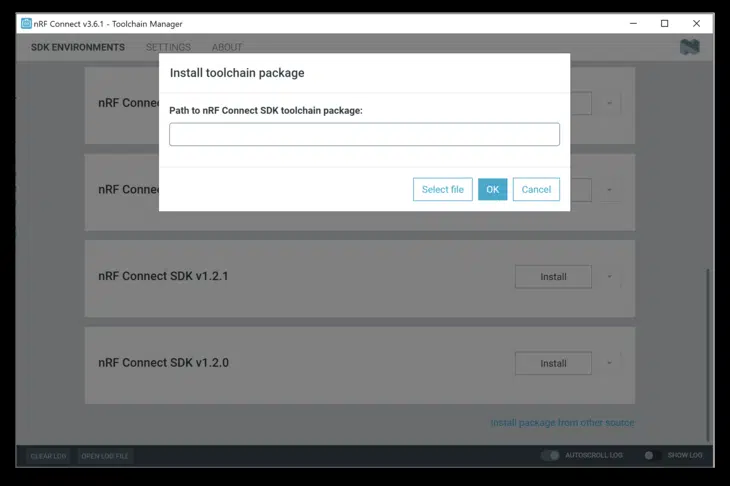 nRF Connect v3.6.1 - Toolchain Manager
SDK ENVIRONMENTS SETTINGS ABOUT
Install toolchain package
nRF Conne
Path to nRF Connect SDK toolchain package:
nRF Conne
Select file OK Cancel
nRF Connect SDK v1.2.1 Install
nRF Connect SDK v1.2.0 Install
Install package from other source
CLEAR LOG OPEN LOG FILE AUTOSCROLL LOG SHOW LOG